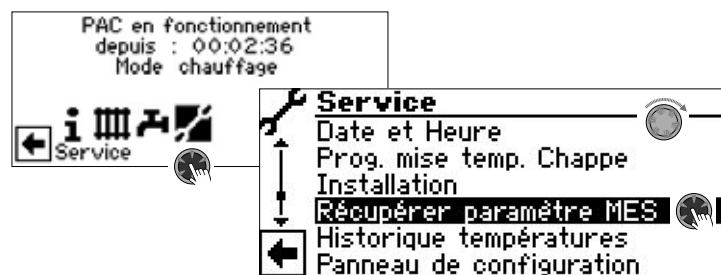 PAC en fonctionnement
depuis : 00:02:36
Mode chauffage
Service
Service
Date et Heure
Prog. mise temp. Chappe
Installation
Récupérer paramètre MES
Historique températures
Panneau de configuration